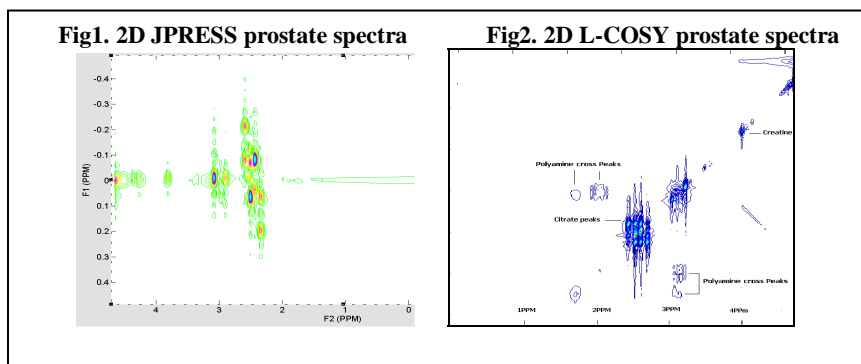 Fig1. 2D JPRESS prostate spectra
Fig2. 2D L-COSY prostate spectra
-0.4
-0.3
-0.2
-0.1
0
0.1
0.2
0.3
0.4
F1 (PPM)
4
3
2
1
0
F2 (PPM)
Creatine
Polyamine cross Peaks
Citrate peaks
Polyamine cross Peaks
1PPM
2PPM
3PPM
4PPm